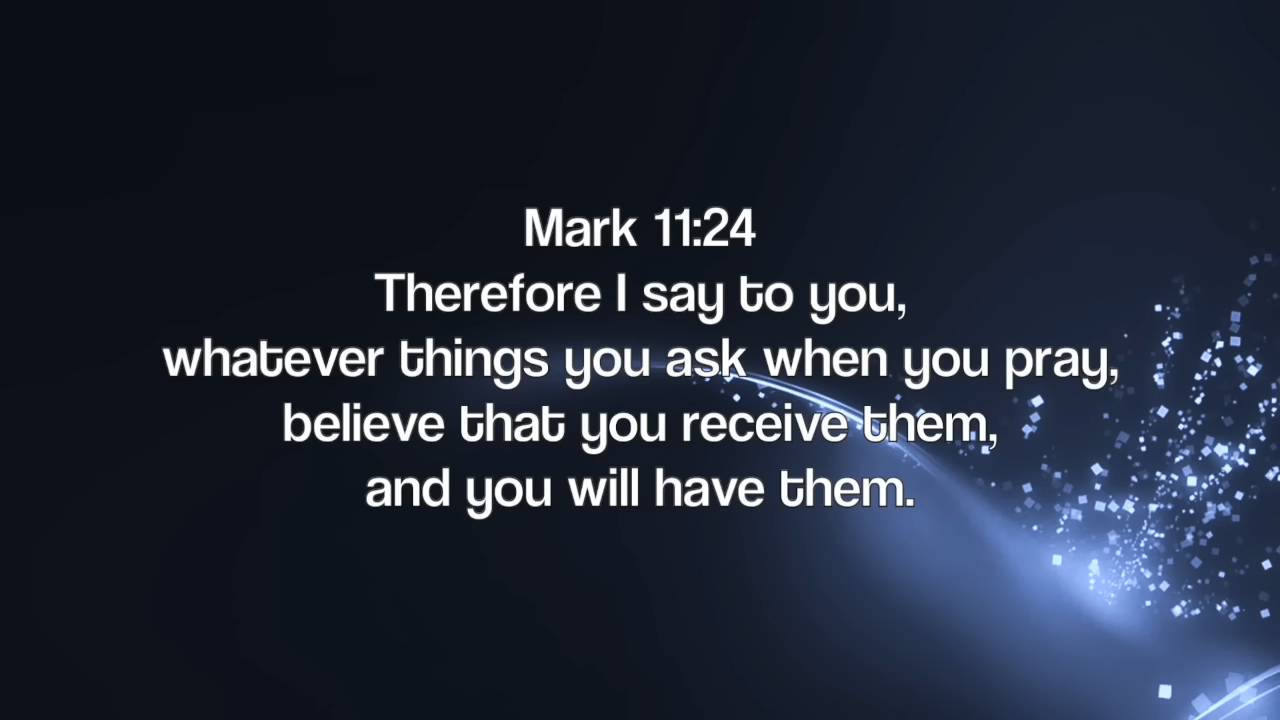 Mark 11:24
Therefore I say to you,
whatever things you ask when you pray,
believe that you receive them,
and you will have them.